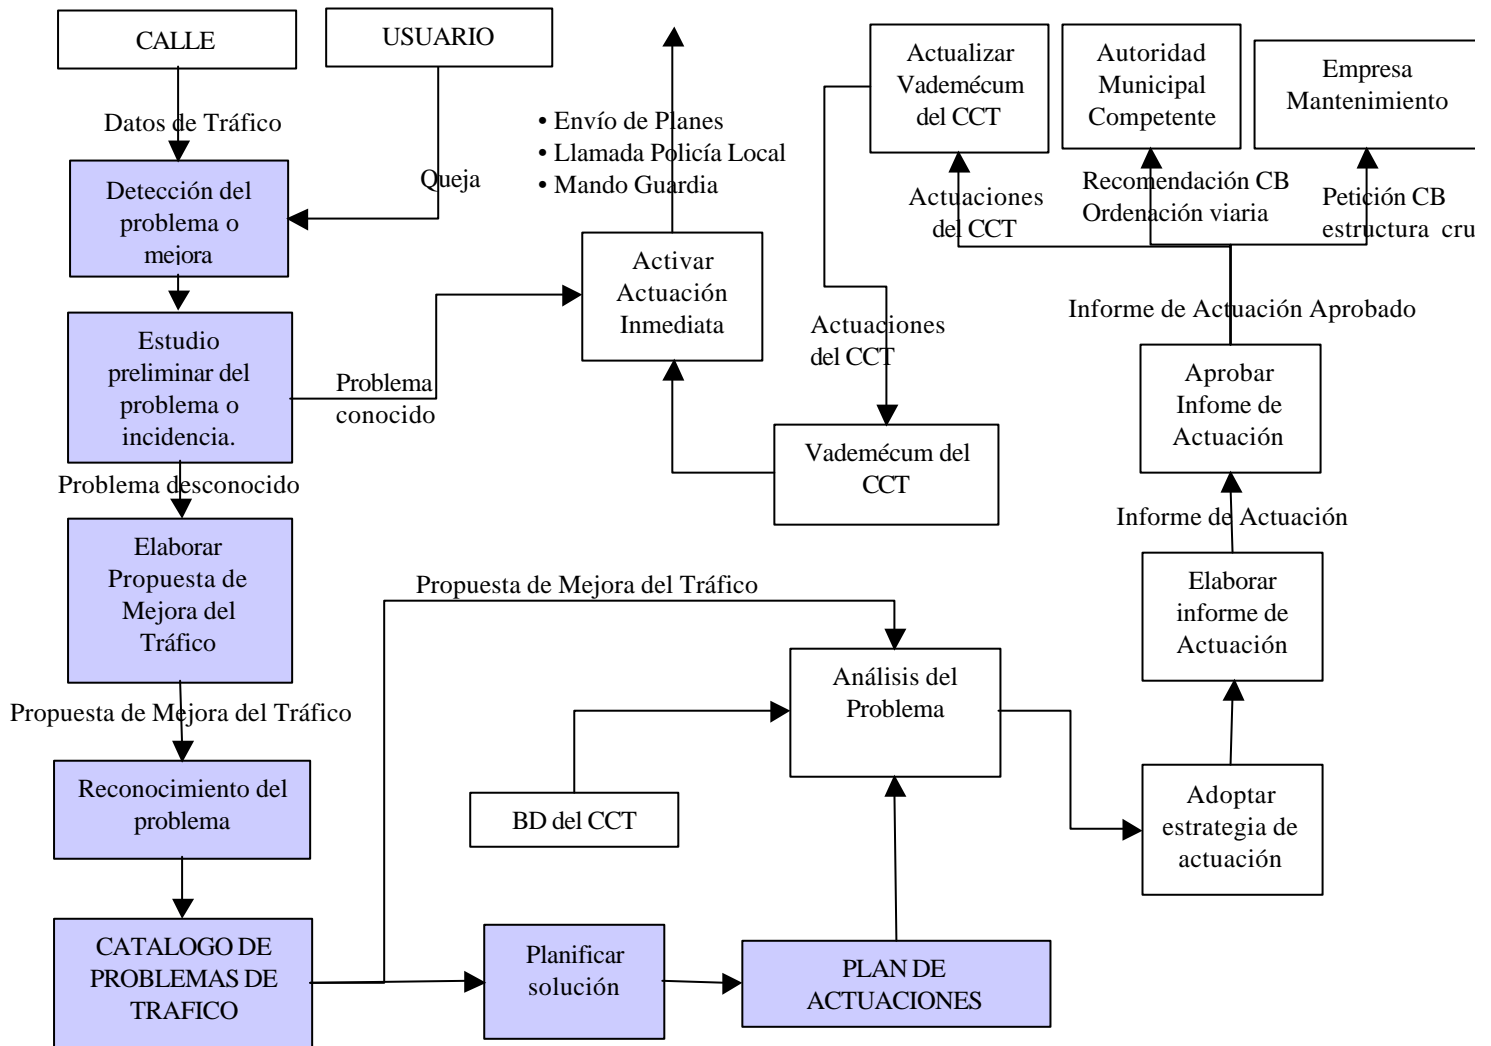 CALLE
USUARIO
Datos de Tráfico
Queja
Detección del
problema o
mejora
Estudio
preliminar del
problema o
incidencia.
Problema
conocido
Problema desconocido
Elaborar
Propuesta de
Mejora del
Tráfico
Propuesta de Mejora del Tráfico
Reconocimiento del
problema
CATALOGO DE
PROBLEMAS DE
TRAFICO
• Envío de Planes
• Llamada Policía Local
• Mando Guardia
Activar
Actuación
Inmediata
Actuaciones
del CCT
Vademécum del
CCT
Actualizar
Vademécum
del CCT
Autoridad
Municipal
Competente
Empresa
Mantenimiento
Actuaciones
del CCT
Recomendación CB
Ordenación viaria
Petición CB
estructura cru
Informe de Actuación Aprobado
Aprobar
Infome de
Actuación
Informe de Actuación
Elaborar
informe de
Actuación
Adoptar
estrategia de
actuación
Propuesta de Mejora del Tráfico
Análisis del
Problema
BD del CCT
Planificar
solución
PLAN DE
ACTUACIONES